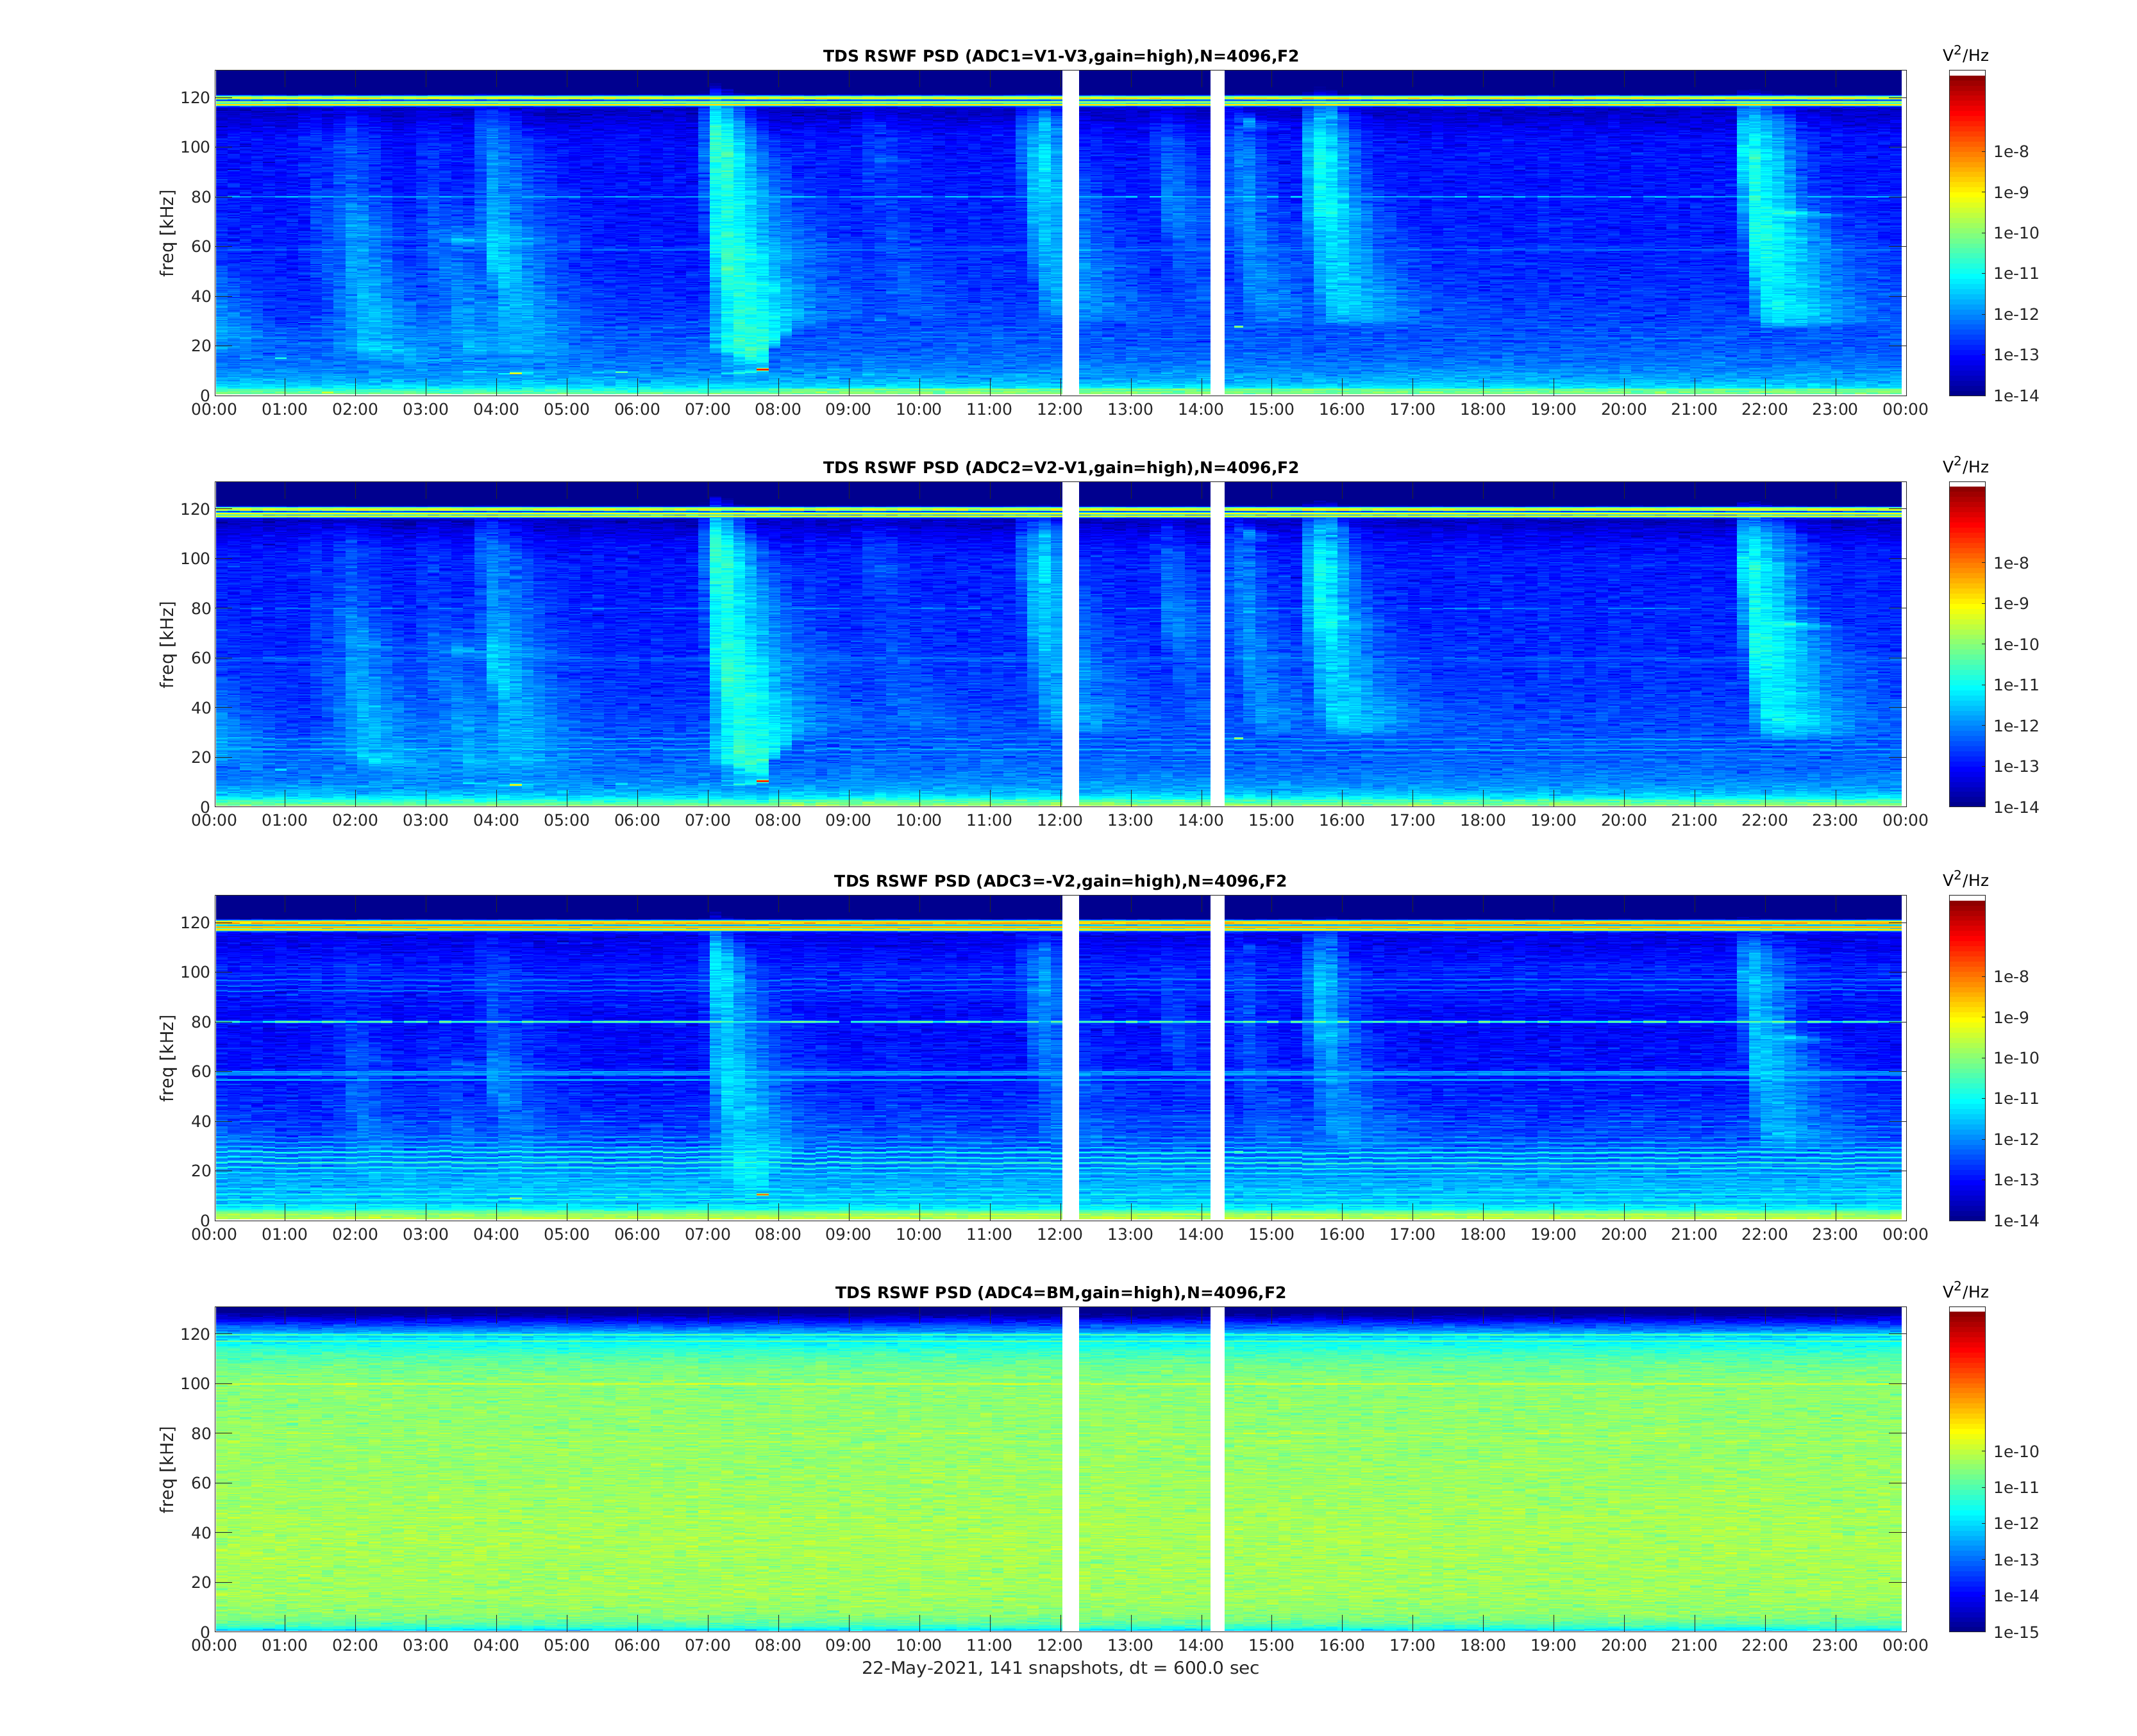 TDS RSWF PSD (ADC1=V1-V3,gain=high),N=4096,F2
V²/Hz
freq [kHz]
120
100
80
60
40
20
0
00:00 01:00 02:00 03:00 04:00 05:00 06:00 07:00 08:00 09:00 10:00 11:00 12:00 13:00 14:00 15:00 16:00 17:00 18:00 19:00 20:00 21:00 22:00 23:00 00:00
1e-8
1e-9
1e-10
1e-11
1e-12
1e-13
1e-14
TDS RSWF PSD (ADC2=V2-V1,gain=high),N=4096,F2
V²/Hz
freq [kHz]
120
100
80
60
40
20
0
00:00 01:00 02:00 03:00 04:00 05:00 06:00 07:00 08:00 09:00 10:00 11:00 12:00 13:00 14:00 15:00 16:00 17:00 18:00 19:00 20:00 21:00 22:00 23:00 00:00
1e-8
1e-9
1e-10
1e-11
1e-12
1e-13
1e-14
TDS RSWF PSD (ADC3=-V2,gain=high),N=4096,F2
V²/Hz
freq [kHz]
120
100
80
60
40
20
0
00:00 01:00 02:00 03:00 04:00 05:00 06:00 07:00 08:00 09:00 10:00 11:00 12:00 13:00 14:00 15:00 16:00 17:00 18:00 19:00 20:00 21:00 22:00 23:00 00:00
1e-8
1e-9
1e-10
1e-11
1e-12
1e-13
1e-14
TDS RSWF PSD (ADC4=BM,gain=high),N=4096,F2
V²/Hz
freq [kHz]
120
100
80
60
40
20
0
00:00 01:00 02:00 03:00 04:00 05:00 06:00 07:00 08:00 09:00 10:00 11:00 12:00 13:00 14:00 15:00 16:00 17:00 18:00 19:00 20:00 21:00 22:00 23:00 00:00
1e-10
1e-11
1e-12
1e-13
1e-14
1e-15
22-May-2021, 141 snapshots, dt = 600.0 sec